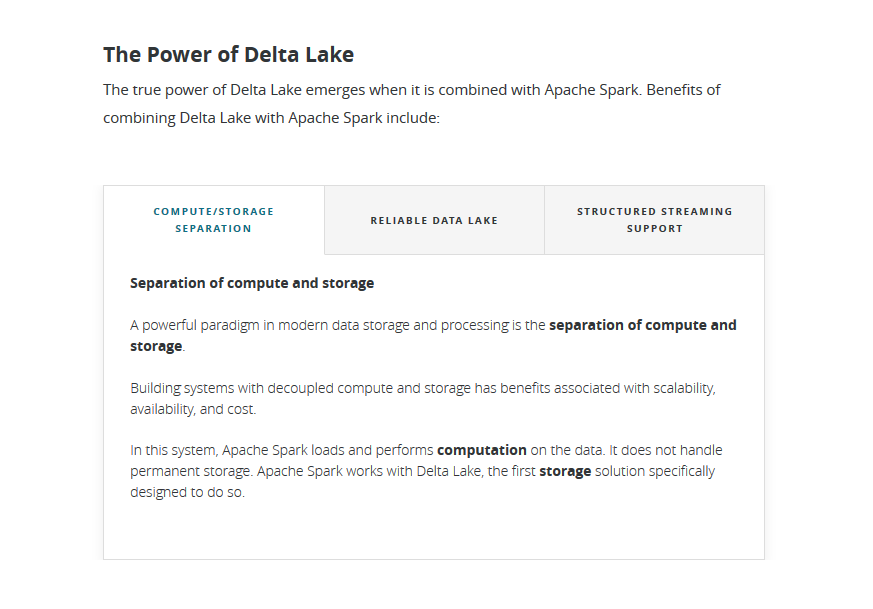 The Power of Delta Lake
The true power of Delta Lake emerges when it is combined with Apache Spark. Benefits of
combining Delta Lake with Apache Spark include:
COMPUTE/STORAGE
SEPARATION
RELIABLE DATA LAKE
STRUCTURED STREAMING
SUPPORT
Separation of compute and storage
A powerful paradigm in modern data storage and processing is the separation of compute and
storage.
Building systems with decoupled compute and storage has benefits associated with scalability,
availability, and cost.
In this system, Apache Spark loads and performs computation on the data. It does not handle
permanent storage. Apache Spark works with Delta Lake, the first storage solution specifically
designed to do so.